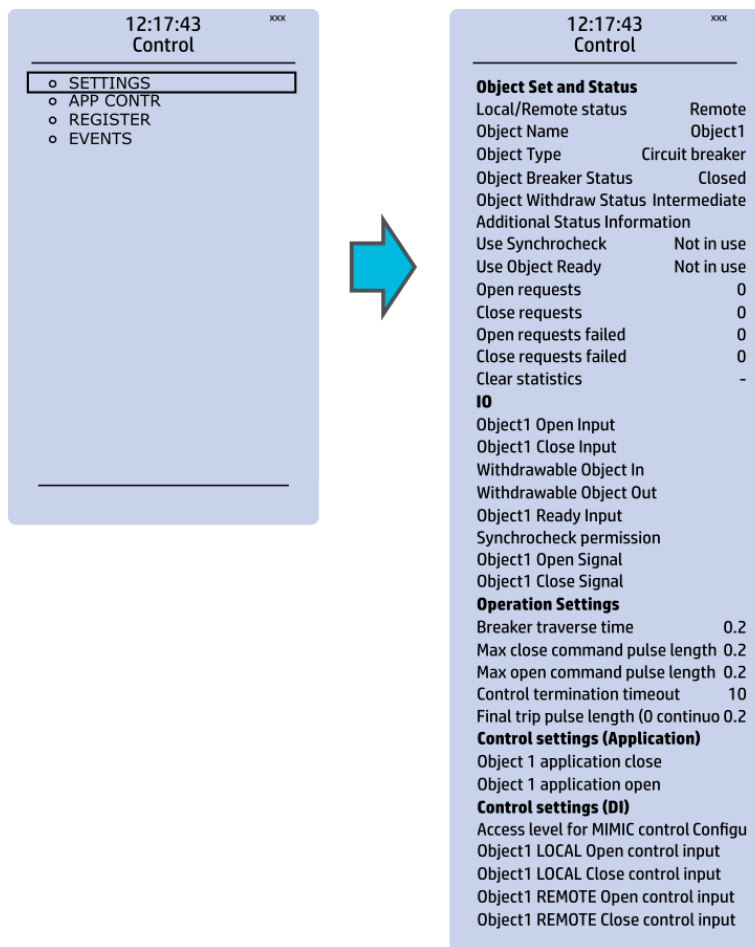 12:17:43 xxx
Control
SETTINGS
APP CONTR
REGISTER
EVENTS
12:17:43 xxx
Control
Object Set and Status
Local/Remote status Remote
Object Name Object1
Object Type Circuit breaker
Object Breaker Status Closed
Object Withdraw Status Intermediate
Additional Status Information
Use Synchrocheck Not in use
Use Object Ready Not in use
Open requests 0
Close requests 0
Open requests failed 0
Close requests failed 0
Clear statistics -
IO
Object1 Open Input
Object1 Close Input
Withdrawable Object In
Withdrawable Object Out
Object1 Ready Input
Synchrocheck permission
Object1 Open Signal
Object1 Close Signal
Operation Settings
Breaker traverse time 0.2
Max close command pulse length 0.2
Max open command pulse length 0.2
Control termination timeout 10
Final trip pulse length (0 continuo 0.2
Control settings (Application)
Object 1 application close
Object 1 application open
Control settings (DI)
Access level for MIMIC control Configu
Object1 LOCAL Open control input
Object1 LOCAL Close control input
Object1 REMOTE Open control input
Object1 REMOTE Close control input